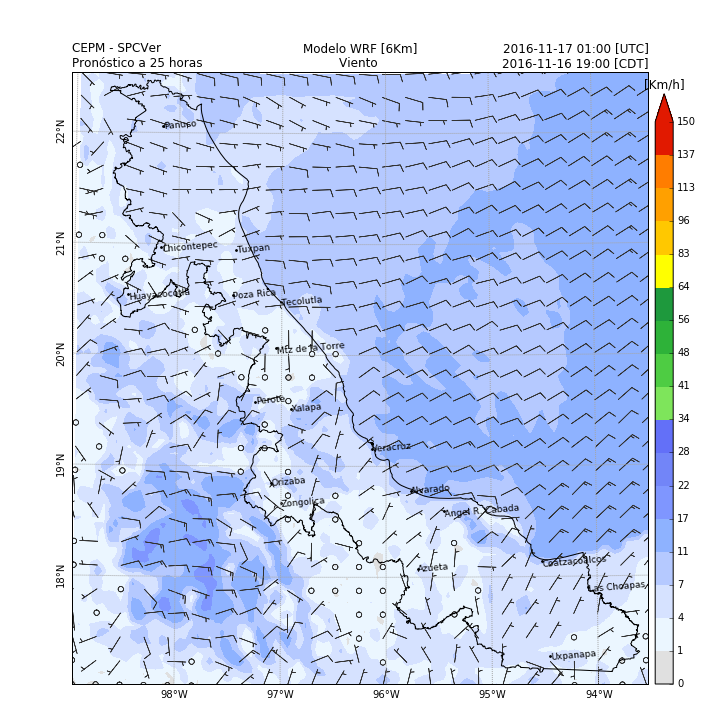 CEPM - SPCVer Modelo WRF [6Km] 2016-11-17 01:00 [UTC]
Pronóstico a 25 horas Viento 2016-11-16 19:00 [CDT]
[Km/h]
150
137
113
96
83
64
56
48
41
34
28
22
17
11
7
4
1
0
22°N
21°N
20°N
19°N
18°N
Panuco
Chicontepec
Tuxpan
Huayacocotla
Poza Rica
Tecolutla
Mtz de la Torre
Perote
Xalapa
Veracruz
Orizaba
Zongolica
Alvarado
Angel R. Cabada
Azueta
Coatzacoalcos
Las Choapas
Uxpanapa
98°W 97°W 96°W 95°W 94°W